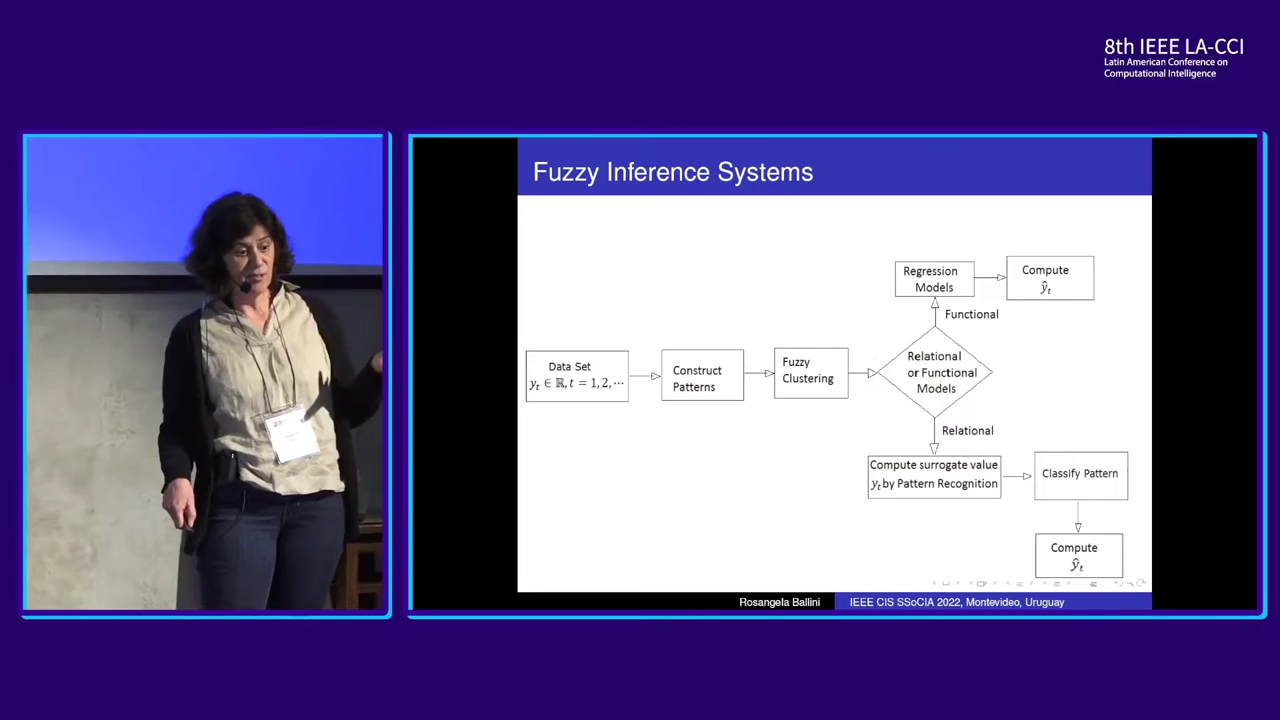 8th IEEE LA-CCI
Latin American Conference on
Computational Intelligence
Fuzzy Inference Systems
Data Set
yₜ ∈ ℝ, t = 1, 2, ⋯
Construct
Patterns
Fuzzy
Clustering
Relational
or Functional
Models
Functional
Regression
Models
Compute
ŷₜ
Relational
Compute surrogate value
yₜ by Pattern Recognition
Classify Pattern
Compute
ŷₜ
Rosangela Ballini
IEEE CIS SSoCIA 2022, Montevideo, Uruguay